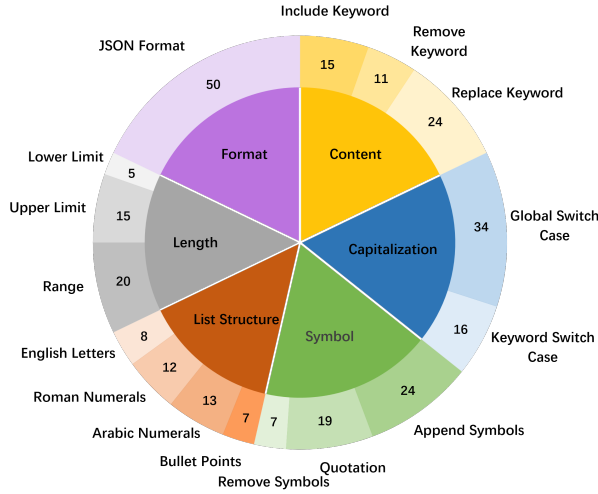 Include Keyword
Remove
Keyword
JSON Format
15
11
50
Replace Keyword
24
Format
Content
Lower Limit
5
Upper Limit
15
Global Switch
Case
34
Length
Capitalization
Range
20
16
Keyword Switch
Case
List Structure
Symbol
English Letters
8
Roman Numerals
12
Arabic Numerals
13
Bullet Points
7
7
Remove Symbols
19
Quotation
24
Append Symbols